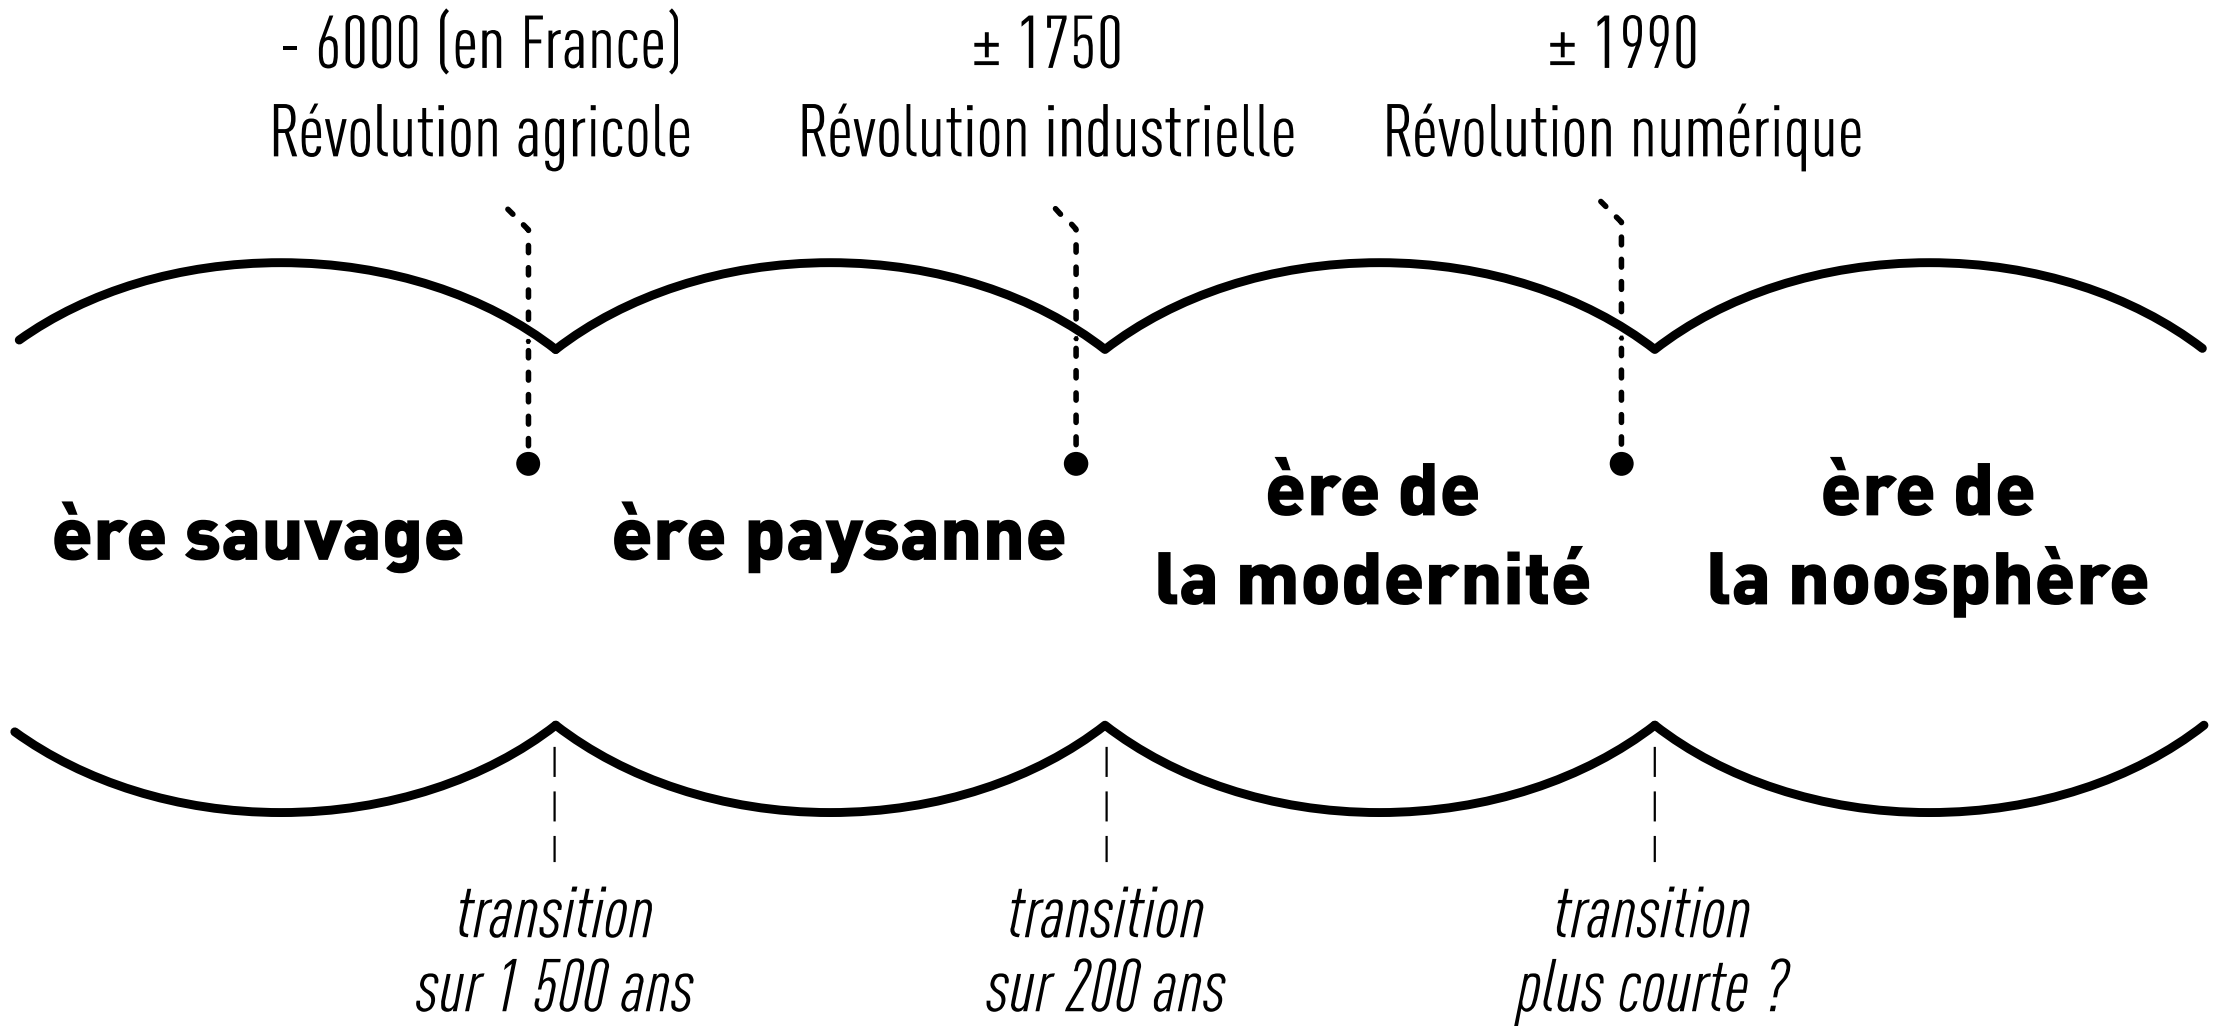 - 6000 (en France)
Révolution agricole
± 1750
Révolution industrielle
± 1990
Révolution numérique
ère sauvage
ère paysanne
ère de
la modernité
ère de
la noosphère
transition
sur 1 500 ans
transition
sur 200 ans
transition
plus courte ?